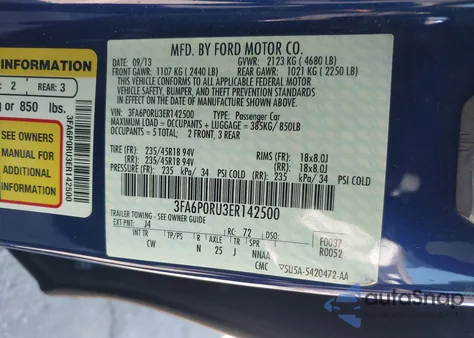 INFORMATION
2 REAR: 3
or 850 lbs.
SEE OWNERS
MANUAL FOR
ADDITIONAL
INFORMATION
3FA6P0RU3ER142500
MFD. BY FORD MOTOR CO.
DATE: 09/13 GVWR: 2123 KG ( 4680 LB)
FRONT GAWR: 1107 KG ( 2440 LB) REAR GAWR: 1021 KG ( 2250 LB)
THIS VEHICLE CONFORMS TO ALL APPLICABLE FEDERAL MOTOR
VEHICLE SAFETY, BUMPER, AND THEFT PREVENTION STANDARDS
IN EFFECT ON THE DATE OF MANUFACTURE SHOWN ABOVE.
VIN: 3FA6P0RU3ER142500 TYPE: Passenger Car
MAXIMUM LOAD = OCCUPANTS + LUGGAGE = 385KG/850LB
OCCUPANTS = 5 TOTAL: 2 FRONT, 3 REAR
TIRE (FR): 235/45R18 94V RIMS (FR): 18x8.0J
TIRE (RR): 235/45R18 94V RIMS (RR): 18x8.0J
PRESSURE (FR): 235 kPa/ 34 PSI COLD (RR): 235 kPa/ 34 PSI COLD
3FA6P0RU3ER142500
TRAILER TOWING - SEE OWNER GUIDE
EXT PNT: J4 RC: 72 DSO: F0037
INT TR TP/PS R AXLE TR SPR R0052
CW N 25 J NNAA
CMC 5U5A-5420472-AA
autoSnap